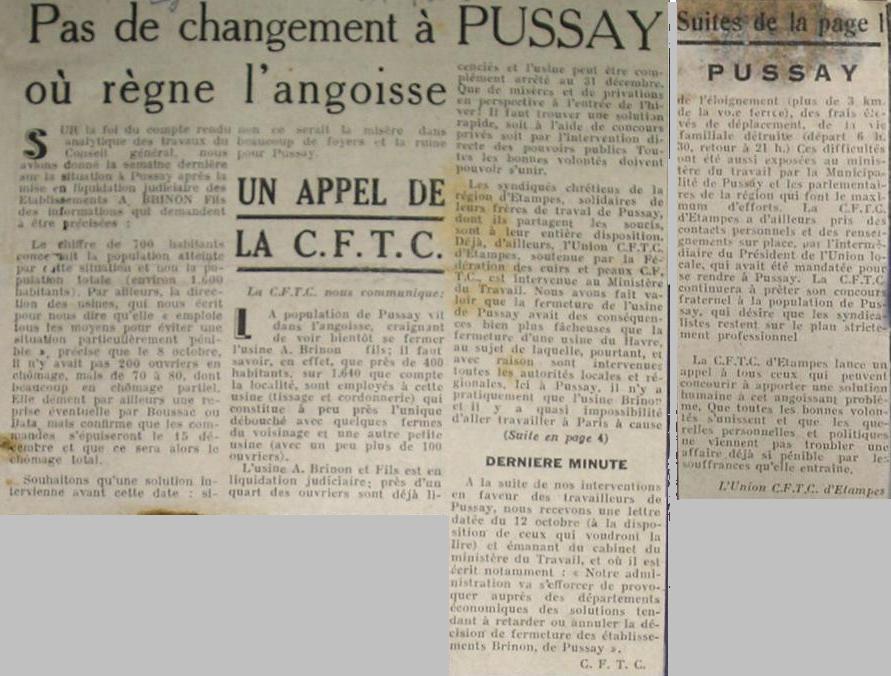 Pas de changement à PUSSAY
où règne l'angoisse
SUR la foi du compte rendu
analytique des travaux du
Conseil général, nous
avions donné la semaine dernière
sur la situation à Pussay après la
mise en liquidation judiciaire des
Etablissements A. BRINON Fils
des informations qui demandent
à être précisées :
Le chiffre de 700 habitants
concernait la population atteinte
par cette situation et non la po-
pulation totale (environ 1.600
habitants). Par ailleurs, la direc-
tion des usines, qui nous écrit
pour nous dire qu'elle « emploie
tous les moyens pour éviter une
situation particulièrement péni-
ble », précise que le 8 octobre,
il n'y avait pas 200 ouvriers en
chômage, mais de 70 à 80, dont
beaucoup en chômage partiel.
Elle dément par ailleurs une re-
prise éventuelle par Boussac ou
Bata mais confirme que les com-
mandes s'épuiseront le 15 dé-
cembre et que ce sera alors le
chômage total.
Souhaitons qu'une solution in-
tervienne avant cette date : si-
non ce serait la misère dans
beaucoup de foyers et la ruine
pour Pussay.
UN APPEL DE
LA C.F.T.C.
La C.F.T.C. nous communique:
LA population de Pussay vit
dans l'angoisse, craignant
de voir bientôt se fermer
l'usine A. Brinon fils; il faut
savoir, en effet, que près de 400
habitants, sur 1.640 que compte
la localité, sont employés à cette
usine (tissage et cordonnerie) qui
constitue à peu près l'unique
débouché avec quelques fermes
du voisinage et une autre petite
usine (avec un peu plus de 100
ouvriers).
L'usine A. Brinon et Fils est en
liquidation judiciaire; près d'un
quart des ouvriers sont déjà li-
cenciés et l'usine peut être com-
plément arrêté au 31 décembre.
Que de misères et de privations
en perspective à l'entrée de l'hi-
ver! Il faut trouver une solution
rapide, soit à l'aide de concours
privés soit par l'intervention di-
recte des pouvoirs publics Tou-
tes les bonnes volontés doivent
pouvoir s'unir.
Les syndiqués chrétiens de la
région d'Etampes, solidaires de
leurs frères de traval de Pussay,
dont ils partagent les soucis,
sont à leur entière disposition.
Déjà, d'ailleurs, l'Union C.F.T.C.
d'Etampes, soutenue par la Fé-
dération des cuirs et peaux C.F.
T.C., est intervenue au Ministère
du Travail. Nous avons fait va-
loir que la fermeture de l'usine
de Pussay avait des conséquen-
ces bien plus fâcheuses que la
fermeture d'une usine du Havre,
au sujet de laquelle, pourtant, et
avec raison sont intervenues
toutes les autorités locales et ré-
gionales. Ici à Pussay, il n'y a
pratiquement que l'usine Brinon
et il y a quasi impossibilité
d'aller travailler à Paris à cause
(Suite en page 4)
DERNIERE MINUTE
A la suite de nos interventions
en faveur des travailleurs de
Pussay, nous recevons une lettre
datée du 12 octobre (à la dispo-
sition de ceux qui voudront la
lire) et émanant du cabinet du
ministère du Travail, et où il est
écrit notamment : « Notre admi-
nistration va s'efforcer de provo-
quer auprès des départements
économiques des solutions ten-
dant à retarder ou annuler la dé-
cision de fermeture des établisse-
ments Brinon, de Pussay ».
C. F. T. C.
Suites de la page 1
PUSSAY
de l'éloignement (plus de 3 km.
de la voie ferrée), des frais éle-
vés de déplacement, de la vie
familiale détruite (départ 6 h.
30, retour à 21 h.) Ces difficultés
ont été aussi exposées au minis-
tère du travail par la Municipa-
lité de Pussay et les parlementai-
res de la région qui font le maxi-
mum d'efforts. La C.F.T.C.
d'Etampes a d'ailleurs pris des
contacts personnels et des rensei-
gnements sur place, par l'intermé-
diaire du Président de l'Union lo-
cale, qui avait été mandatée pour
se rendre à Pussay. La C.F.T.C
continuera à prêter son concours
fraternel à la population de Pus-
say, qui désire que les syndica-
listes restent sur le plan stricte-
ment professionnel
La C.F.T.C. d'Etampes lance un
appel à tous ceux qui peuvent
concourir à apporter une solution
humaine à cet angoissant problè-
me. Que toutes les bonnes volon-
tés s'unissent et que les que-
relles personnelles et politiques
ne viennent pas troubler une
affaire déjà si pénible par les
souffrances qu'elle entraîne.
L'Union C.F.T.C. d'Etampes